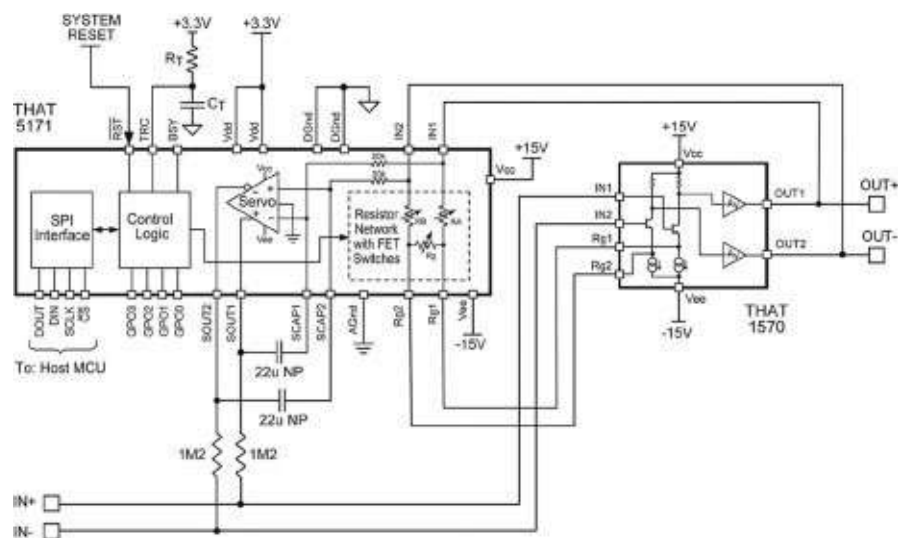 SYSTEM
RESET
+3.3V
+3.3V
RT
CT
THAT
5171
RST
TRC
BSY
Vdd
Vdd
DGnd
DGnd
IN2
IN1
+15V
Vcc
SPI
Interface
Control
Logic
Vcc
Servo
Vee
Resistor
Network
with FET
Switches
RB
RA
DOUT
DIN
SCLK
CS
GPO3
GPO2
GPO1
GPO0
SOUT2
SOUT1
SCAP1
SCAP2
AGnd
Rg2
Rg1
Vee
-15V
To: Host MCU
22u NP
22u NP
1M2
1M2
IN+
IN-
+15V
Vcc
IN1
IN2
Rg1
Rg2
OUT1
OUT2
OUT+
OUT-
Vee
-15V
THAT
1570